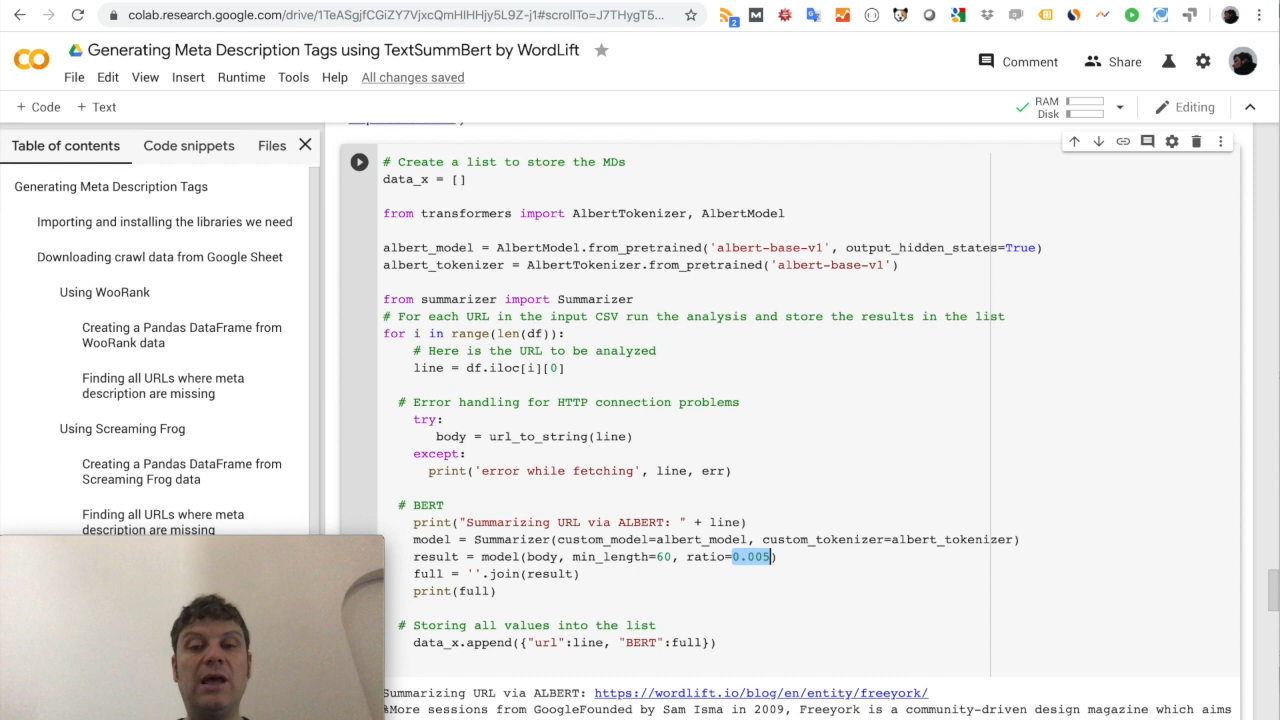 colab.research.google.com/drive/1TeASgjfCGiZY7VjxcQmHIHHjy5L9Z-j1#scrollTo=J7THygT5...
2
Generating Meta Description Tags using TextSummBert by WordLift
File Edit View Insert Runtime Tools Help All changes saved
Comment Share
+ Code + Text
RAM
Disk
Editing
Table of contents Code snippets Files
Generating Meta Description Tags
Importing and installing the libraries we need
Downloading crawl data from Google Sheet
Using WooRank
Creating a Pandas DataFrame from
WooRank data
Finding all URLs where meta
description are missing
Using Screaming Frog
Creating a Pandas DataFrame from
Screaming Frog data
Finding all URLs where meta
description are missing
# Create a list to store the MDs
data_x = []
from transformers import AlbertTokenizer, AlbertModel
albert_model = AlbertModel.from_pretrained('albert-base-v1', output_hidden_states=True)
albert_tokenizer = AlbertTokenizer.from_pretrained('albert-base-v1')
from summarizer import Summarizer
# For each URL in the input CSV run the analysis and store the results in the list
for i in range(len(df)):
# Here is the URL to be analyzed
line = df.iloc[i][0]
# Error handling for HTTP connection problems
try:
body = url_to_string(line)
except:
print('error while fetching', line, err)
# BERT
print("Summarizing URL via ALBERT: " + line)
model = Summarizer(custom_model=albert_model, custom_tokenizer=albert_tokenizer)
result = model(body, min_length=60, ratio=0.005)
full = ''.join(result)
print(full)
# Storing all values into the list
data_x.append({"url":line, "BERT":full})
Summarizing URL via ALBERT: https://wordlift.io/blog/en/entity/freeyork/
%More sessions from GoogleFounded by Sam Isma in 2009, Freeyork is a community-driven design magazine which aims